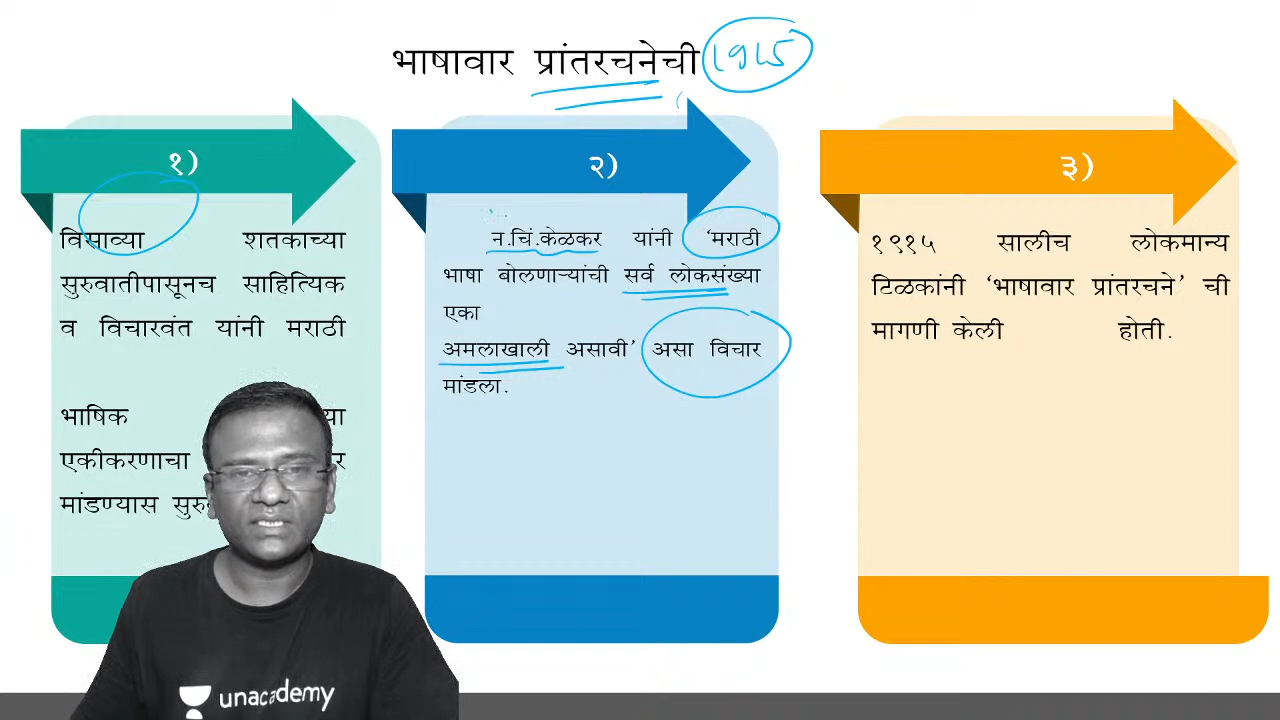 भाषावार प्रांतरचनेची 1915
१)
विसाव्या शतकाच्या
सुरुवातीपासूनच साहित्यिक
व विचारवंत यांनी मराठी
भाषिक
एकीकरणाचा
मांडण्यास
२)
न.चिं.केळकर यांनी ‘मराठी
भाषा बोलणाऱ्यांची सर्व लोकसंख्या
एका
अमलाखाली असावी’ असा विचार
मांडला.
३)
१९१५ सालीच लोकमान्य
टिळकांनी ‘भाषावार प्रांतरचने’ ची
मागणी केली होती.
unacademy